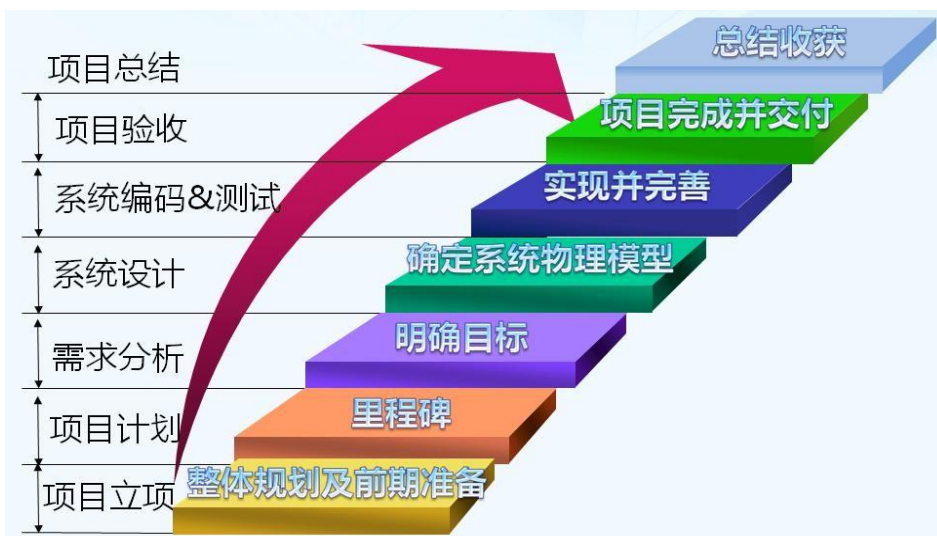 项目总结
总结收获
项目验收
项目完成并交付
系统编码&测试
实现并完善
系统设计
确定系统物理模型
需求分析
明确目标
项目计划
里程碑
项目立项
整体规划及前期准备